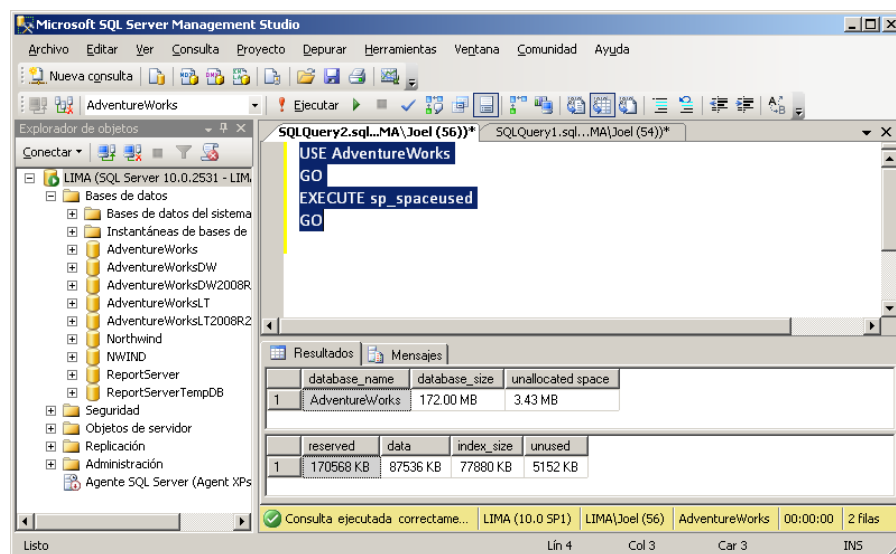 Microsoft SQL Server Management Studio
Archivo Editar Ver Consulta Proyecto Depurar Herramientas Ventana Comunidad Ayuda
Nueva consulta
AdventureWorks Ejecutar
Explorador de objetos
Conectar
LIMA (SQL Server 10.0.2531 - LIM
Bases de datos
Bases de datos del sistema
Instantáneas de bases de
AdventureWorks
AdventureWorksDW
AdventureWorksDW2008R
AdventureWorksLT
AdventureWorksLT2008R2
Northwind
NWIND
ReportServer
ReportServerTempDB
Seguridad
Objetos de servidor
Replicación
Administración
Agente SQL Server (Agent XPs
SQLQuery2.sql...MA\Joel (56))* SQLQuery1.sql...MA\Joel (54))*
USE AdventureWorks
GO
EXECUTE sp_spaceused
GO
Resultados Mensajes
database_name database_size unallocated space
1 AdventureWorks 172.00 MB 3.43 MB
reserved data index_size unused
1 170568 KB 87536 KB 77880 KB 5152 KB
Consulta ejecutada correctame... LIMA (10.0 SP1) LIMA\Joel (56) AdventureWorks 00:00:00 2 filas
Listo Lín 4 Col 3 Car 3 INS